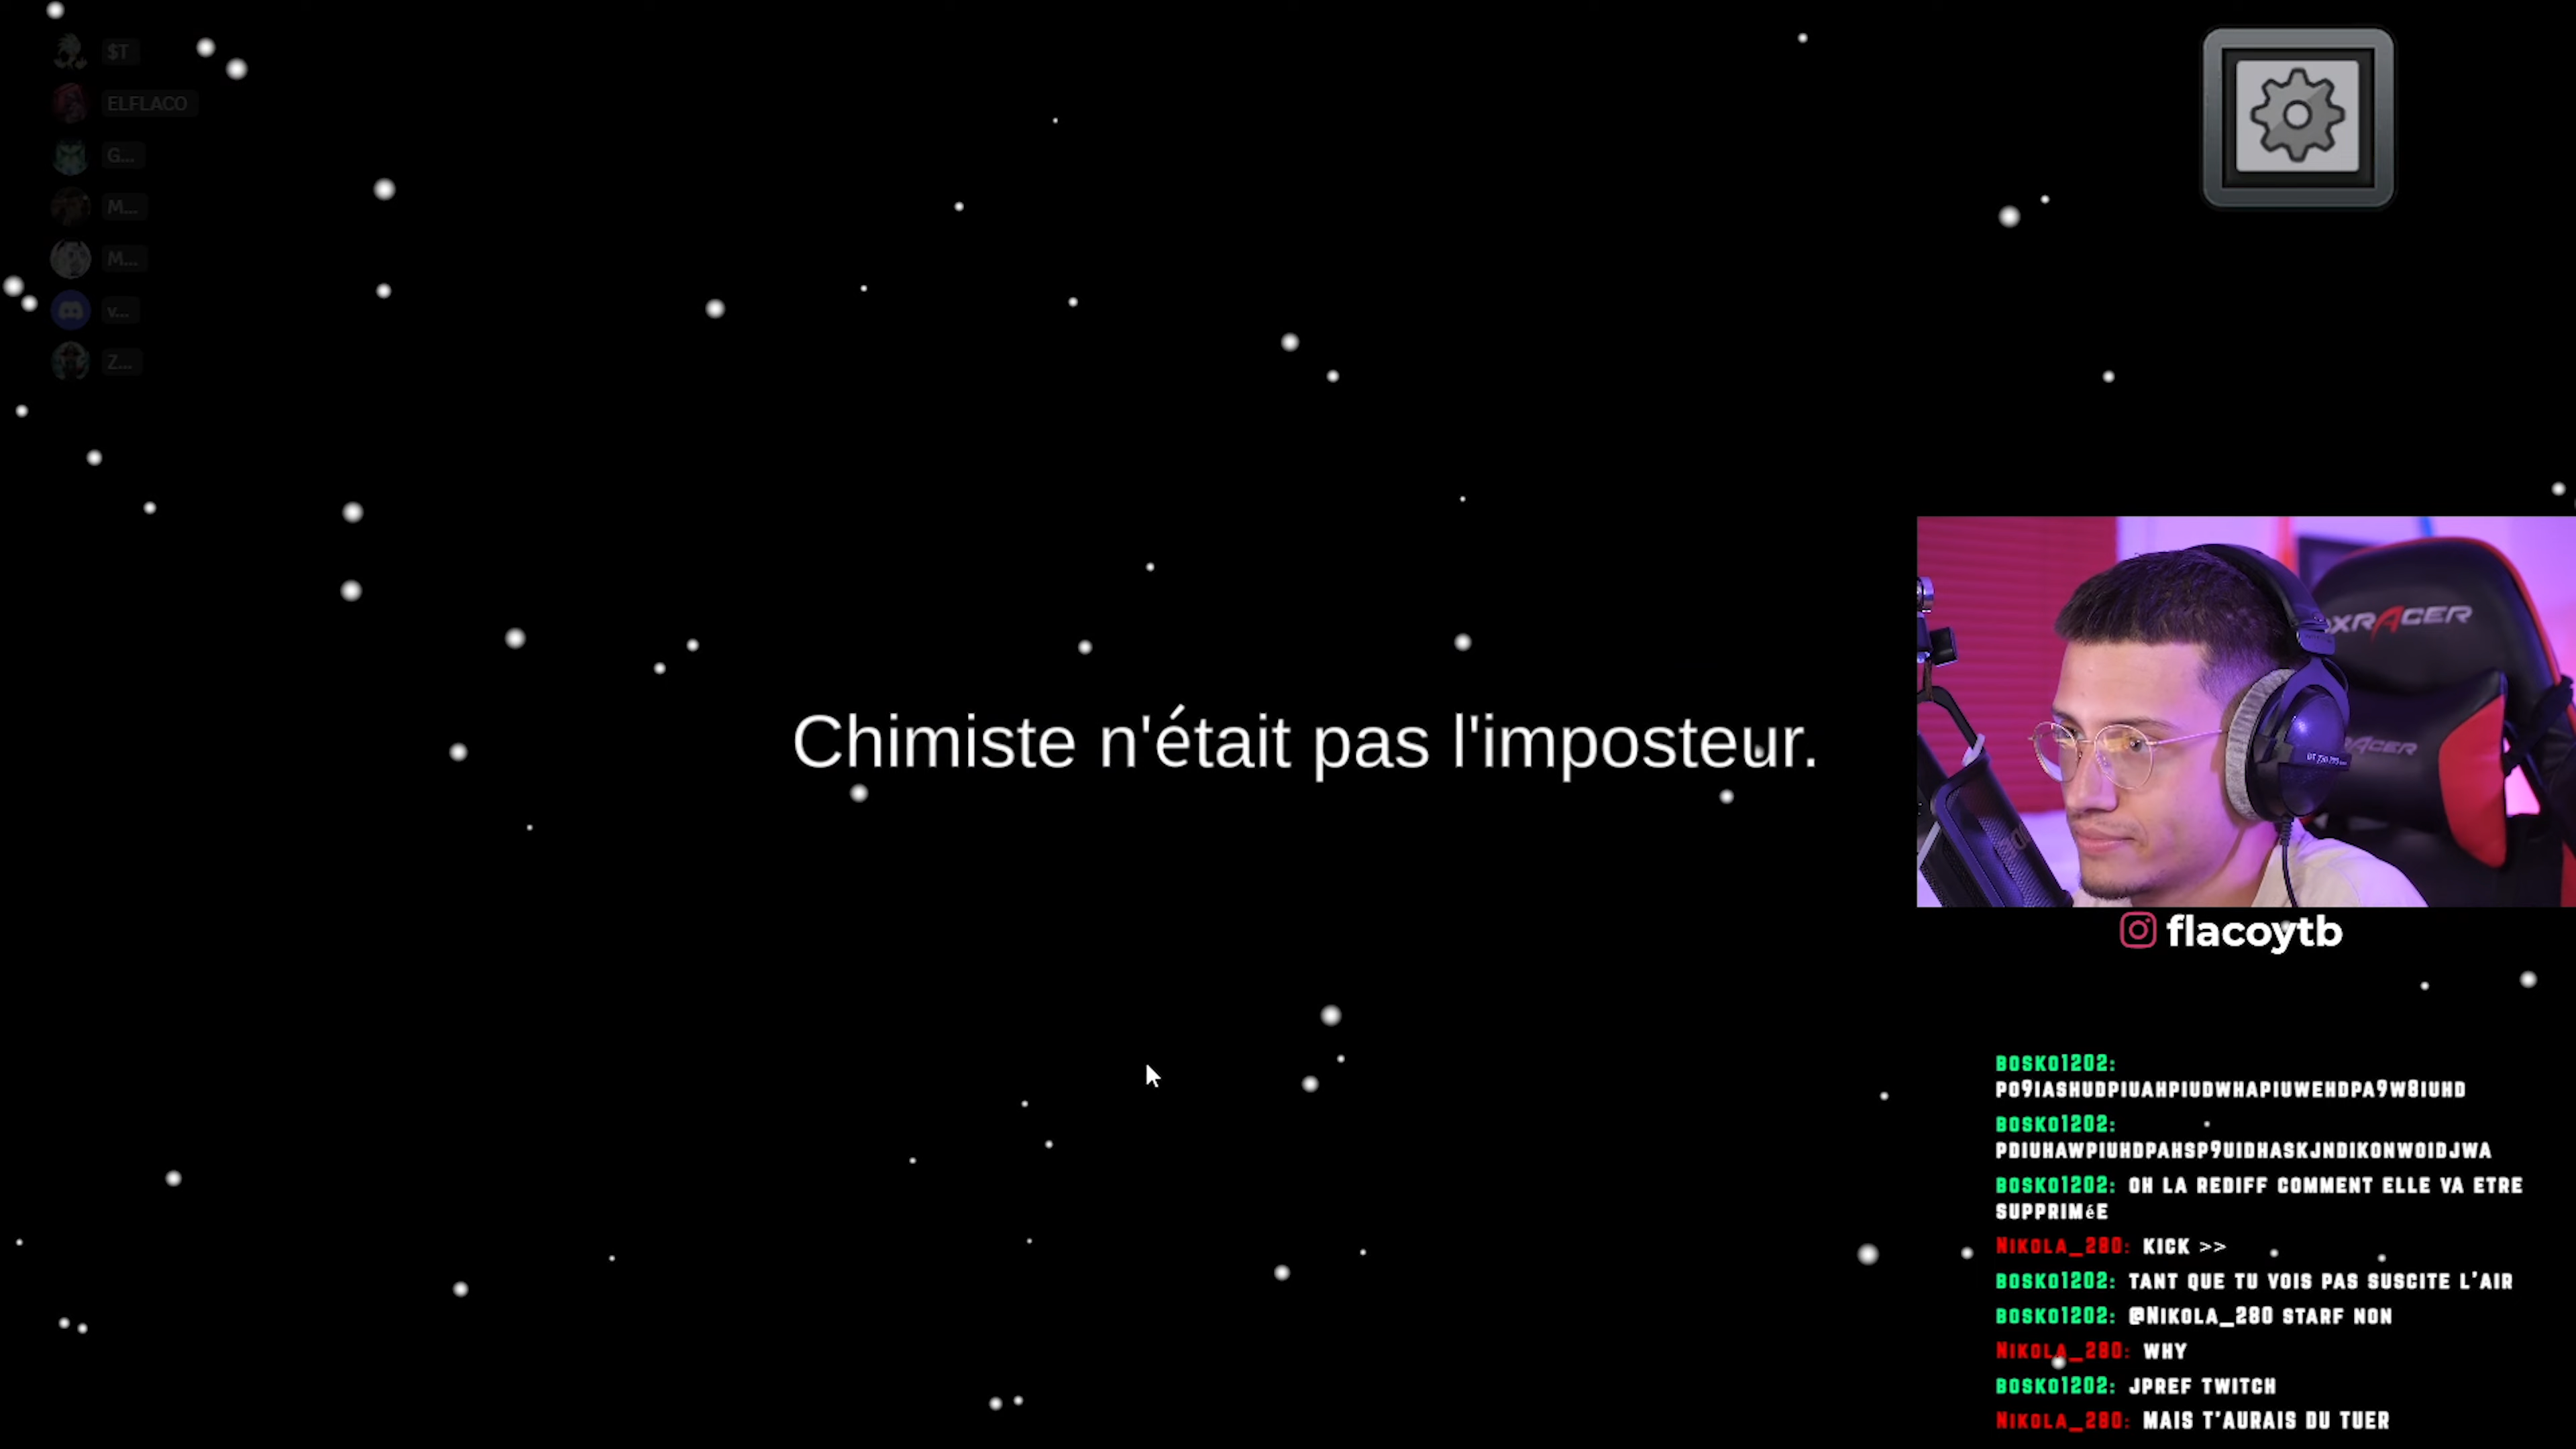 $T
ELFLACO
G...
M...
M...
v...
Z...
Chimiste n'était pas l'imposteur.
XRACER
flacoytb
BOSKO1202:
PO9IASHUDPIUAHPIUDWHAPIUWEHDPA9W8IUHD
BOSKO1202:
PDIUHAWPIUHDPAHSP9UIDHASKJNDIKONWOIDJWA
BOSKO1202: OH LA REDIFF COMMENT ELLE VA ETRE
SUPPRIMéE
NIKOLA_280: KICK >>
BOSKO1202: TANT QUE TU VOIS PAS SUSCITE L'AIR
BOSKO1202: @NIKOLA_280 STARF NON
NIKOLA_280: WHY
BOSKO1202: JPREF TWITCH
NIKOLA_280: MAIS T'AURAIS DU TUER